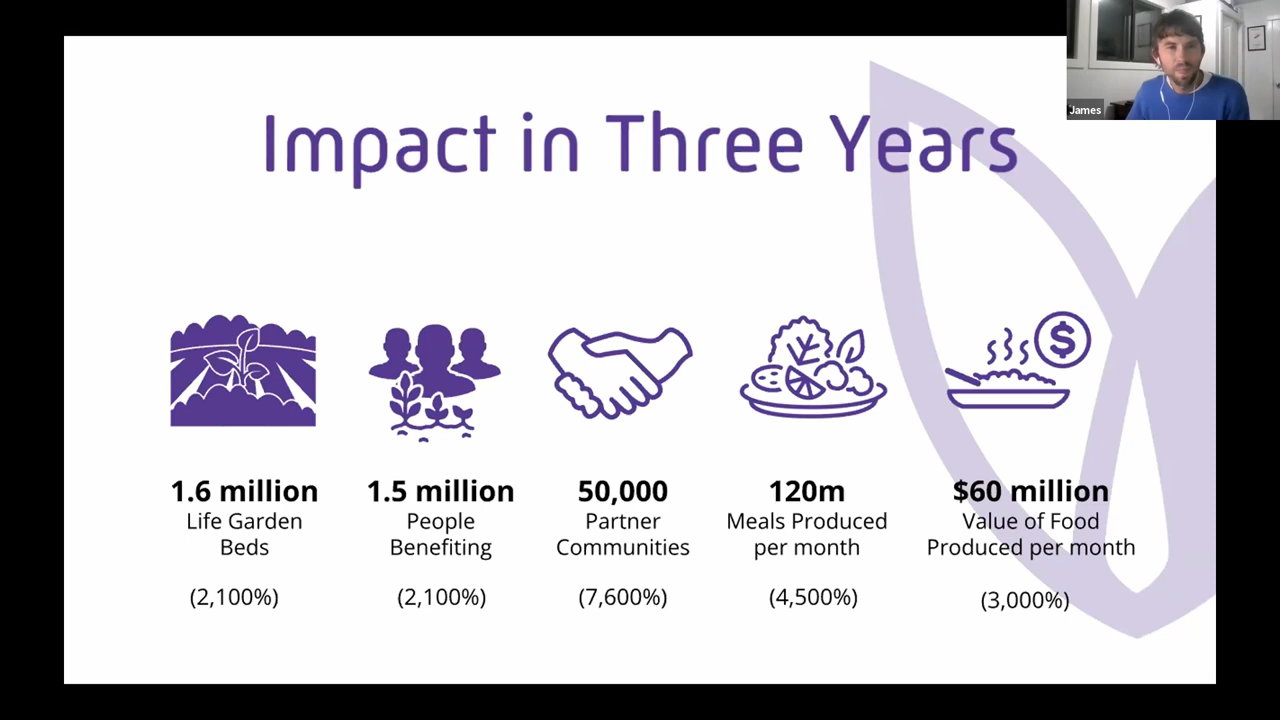 James
Impact in Three Years
1.6 million
Life Garden
Beds
(2,100%)
1.5 million
People
Benefiting
(2,100%)
50,000
Partner
Communities
(7,600%)
120m
Meals Produced
per month
(4,500%)
$
$60 million
Value of Food
Produced per month
(3,000%)